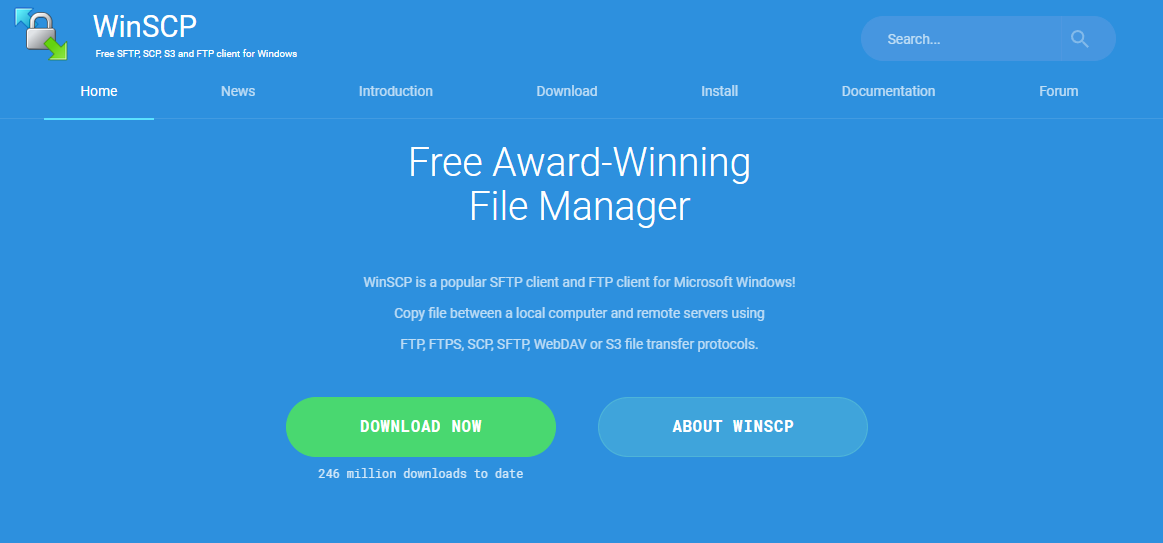 WinSCP
Free SFTP, SCP, S3 and FTP client for Windows
Search...
Home News Introduction Download Install Documentation Forum
Free Award-Winning
File Manager
WinSCP is a popular SFTP client and FTP client for Microsoft Windows!
Copy file between a local computer and remote servers using
FTP, FTPS, SCP, SFTP, WebDAV or S3 file transfer protocols.
DOWNLOAD NOW ABOUT WINSCP
246 million downloads to date